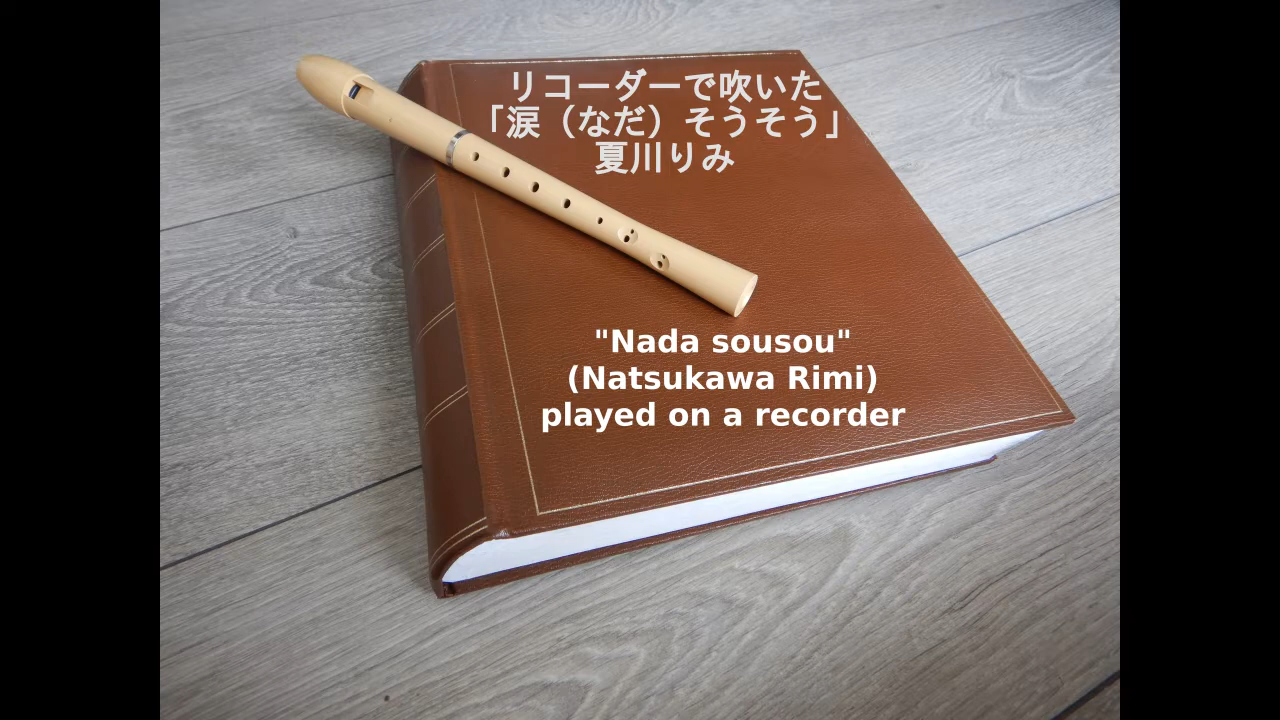 リコーダーで吹いた
「涙（なだ）そうそう」
夏川りみ
"Nada sousou"
(Natsukawa Rimi)
played on a recorder